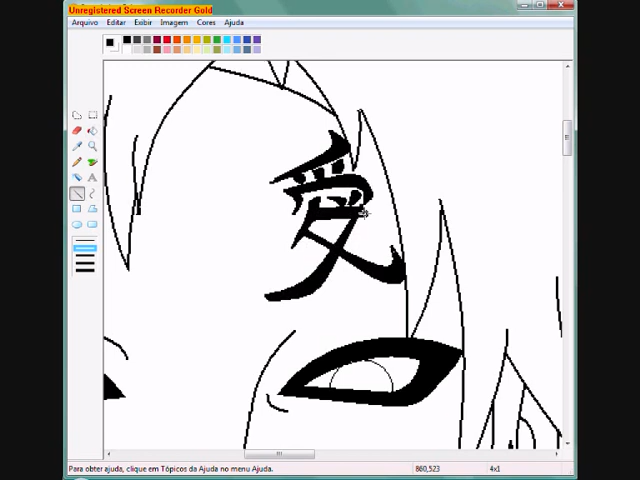 Unregistered Screen Recorder Gold
Arquivo Editar Exibir Imagem Cores Ajuda
愛
Para obter ajuda, clique em Tópicos da Ajuda no menu Ajuda. 860,523 4x1